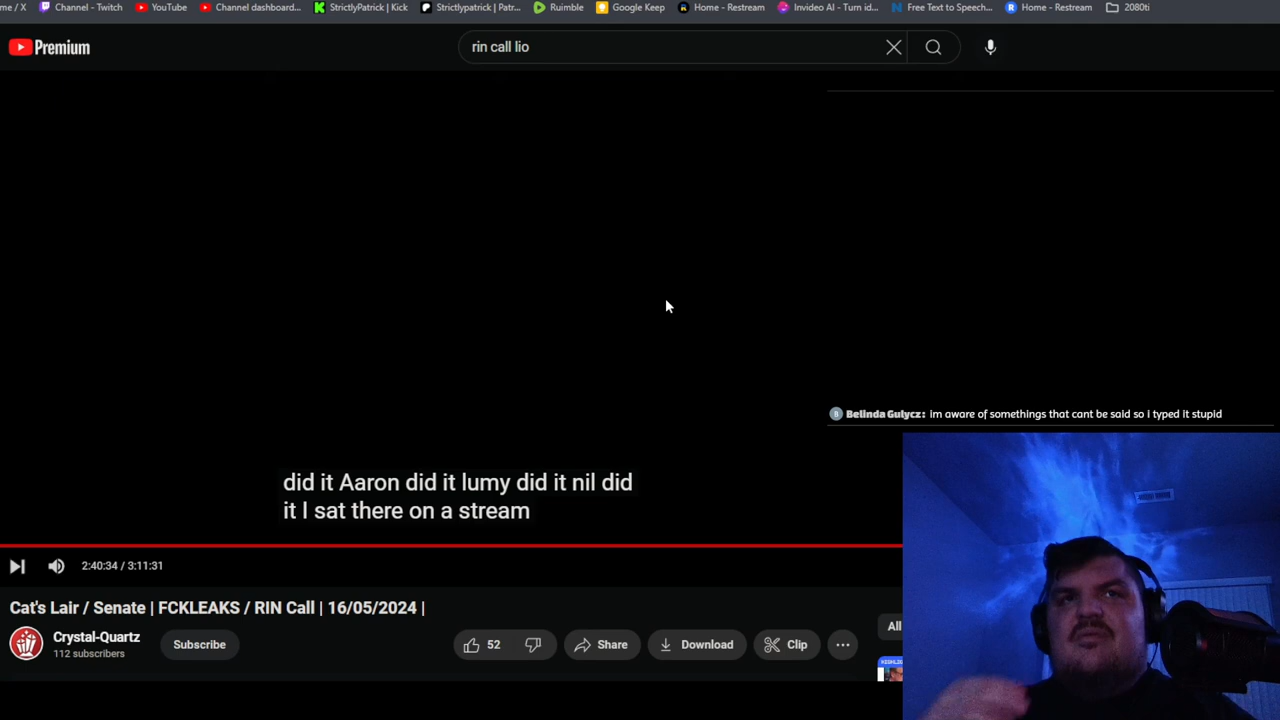 me / X Channel - Twitch YouTube Channel dashboard... StrictlyPatrick | Kick Strictlypatrick | Patr... Rumble Google Keep Home - Restream Invideo AI - Turn id... Free Text to Speech... Home - Restream 2080ti
Premium
rin call lio
Belinda Gulycz: im aware of somethings that cant be said so i typed it stupid
did it Aaron did it lumy did it nil did
it I sat there on a stream
2:40:34 / 3:11:31
Cat's Lair / Senate | FCKLEAKS / RIN Call | 16/05/2024 |
All
Crystal-Quartz
112 subscribers
Subscribe
52
Share
Download
Clip